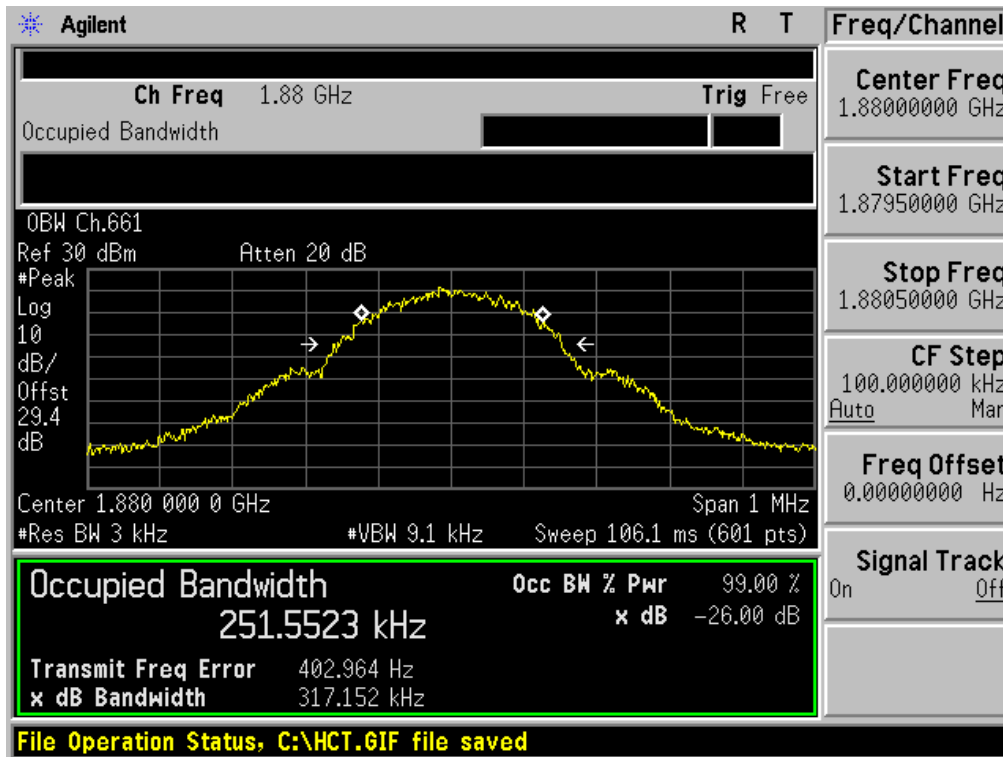 Agilent R T Freq/Channel
Ch Freq 1.88 GHz Trig Free
Occupied Bandwidth
Center Freq
1.88000000 GHz
Start Freq
1.87950000 GHz
Stop Freq
1.88050000 GHz
CF Step
100.000000 kHz
Auto Man
Freq Offset
0.00000000 Hz
Signal Track
On Off
OBW Ch.661
Ref 30 dBm Atten 20 dB
#Peak
Log
10
dB/
Offst
29.4
dB
Center 1.880 000 0 GHz Span 1 MHz
#Res BW 3 kHz #VBW 9.1 kHz Sweep 106.1 ms (601 pts)
Occupied Bandwidth Occ BW % Pwr 99.00 %
251.5523 kHz x dB -26.00 dB
Transmit Freq Error 402.964 Hz
x dB Bandwidth 317.152 kHz
File Operation Status, C:\HCT.GIF file saved